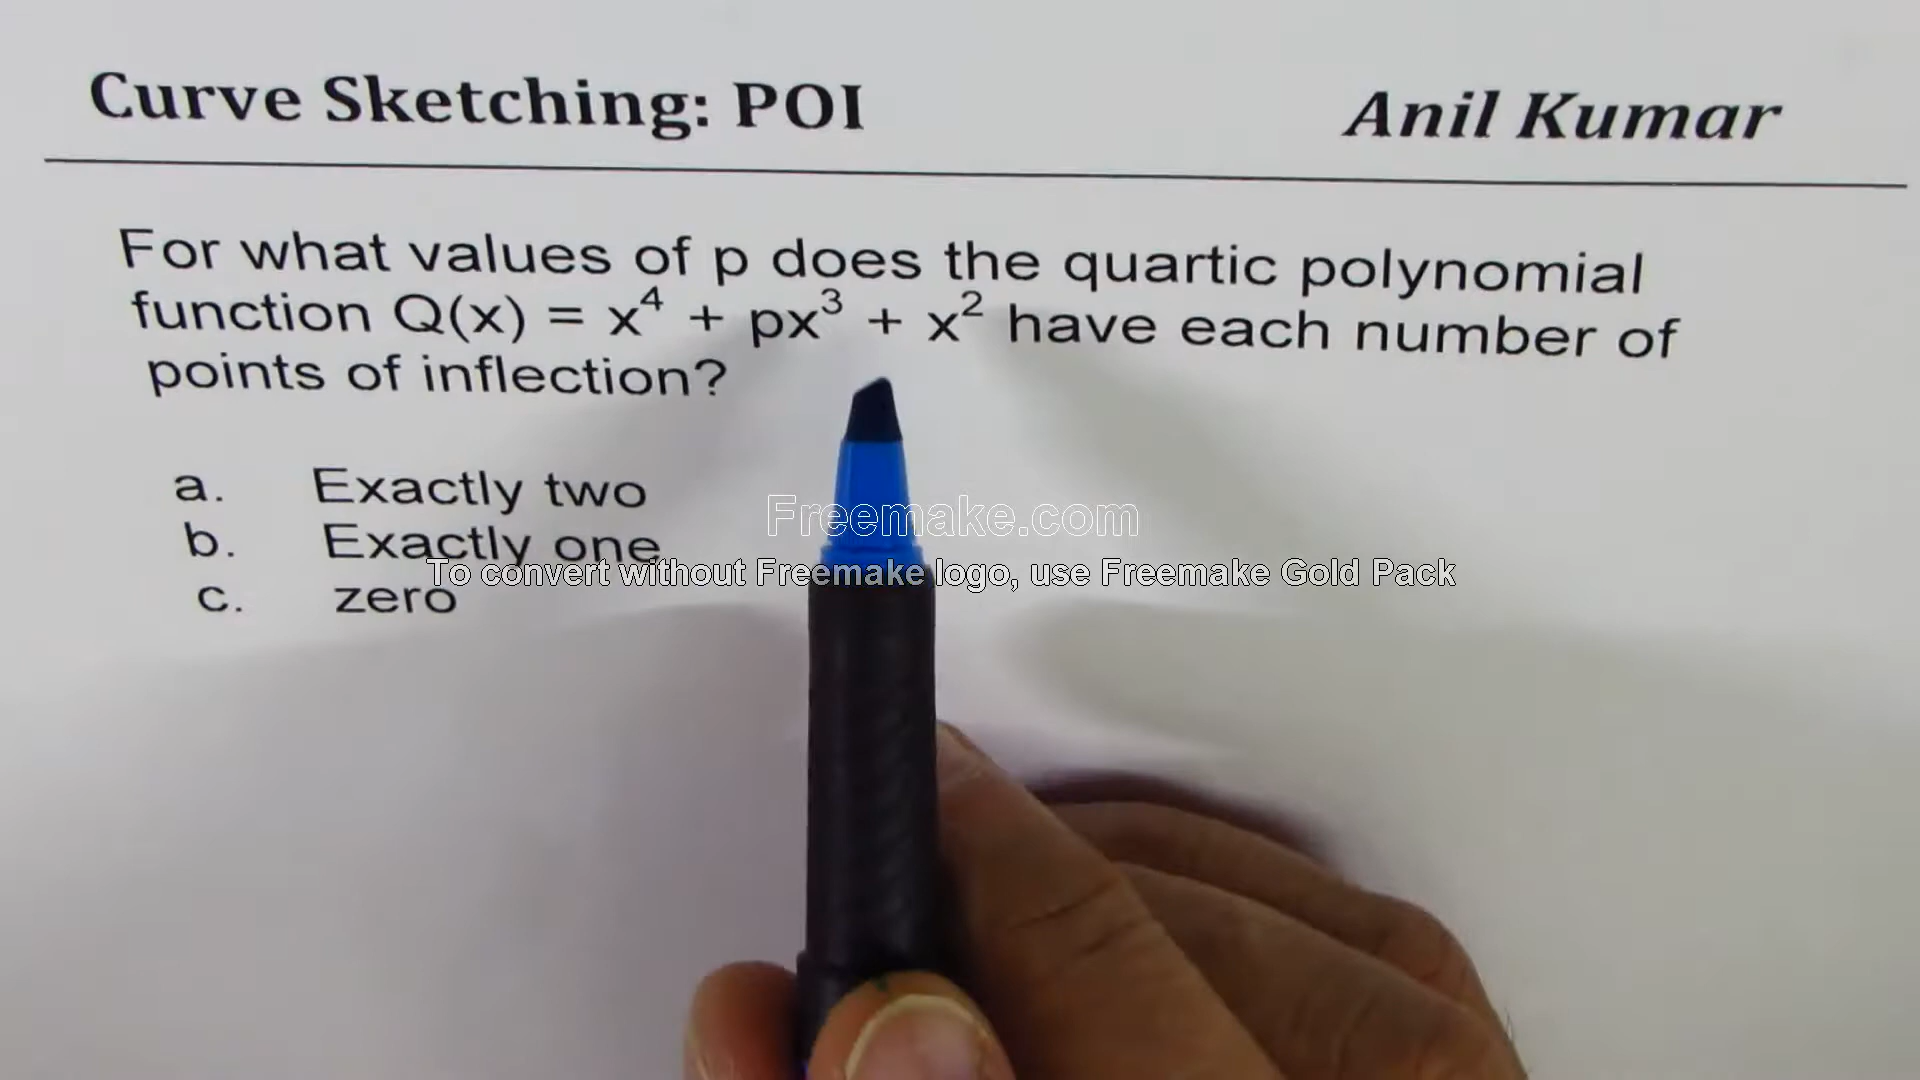 Curve Sketching: POI
Anil Kumar
For what values of p does the quartic polynomial
function Q(x) = x⁴ + px³ + x² have each number of
points of inflection?
a. Exactly two
b. Exactly one
c. zero
Freemake.com
To convert without Freemake logo, use Freemake Gold Pack